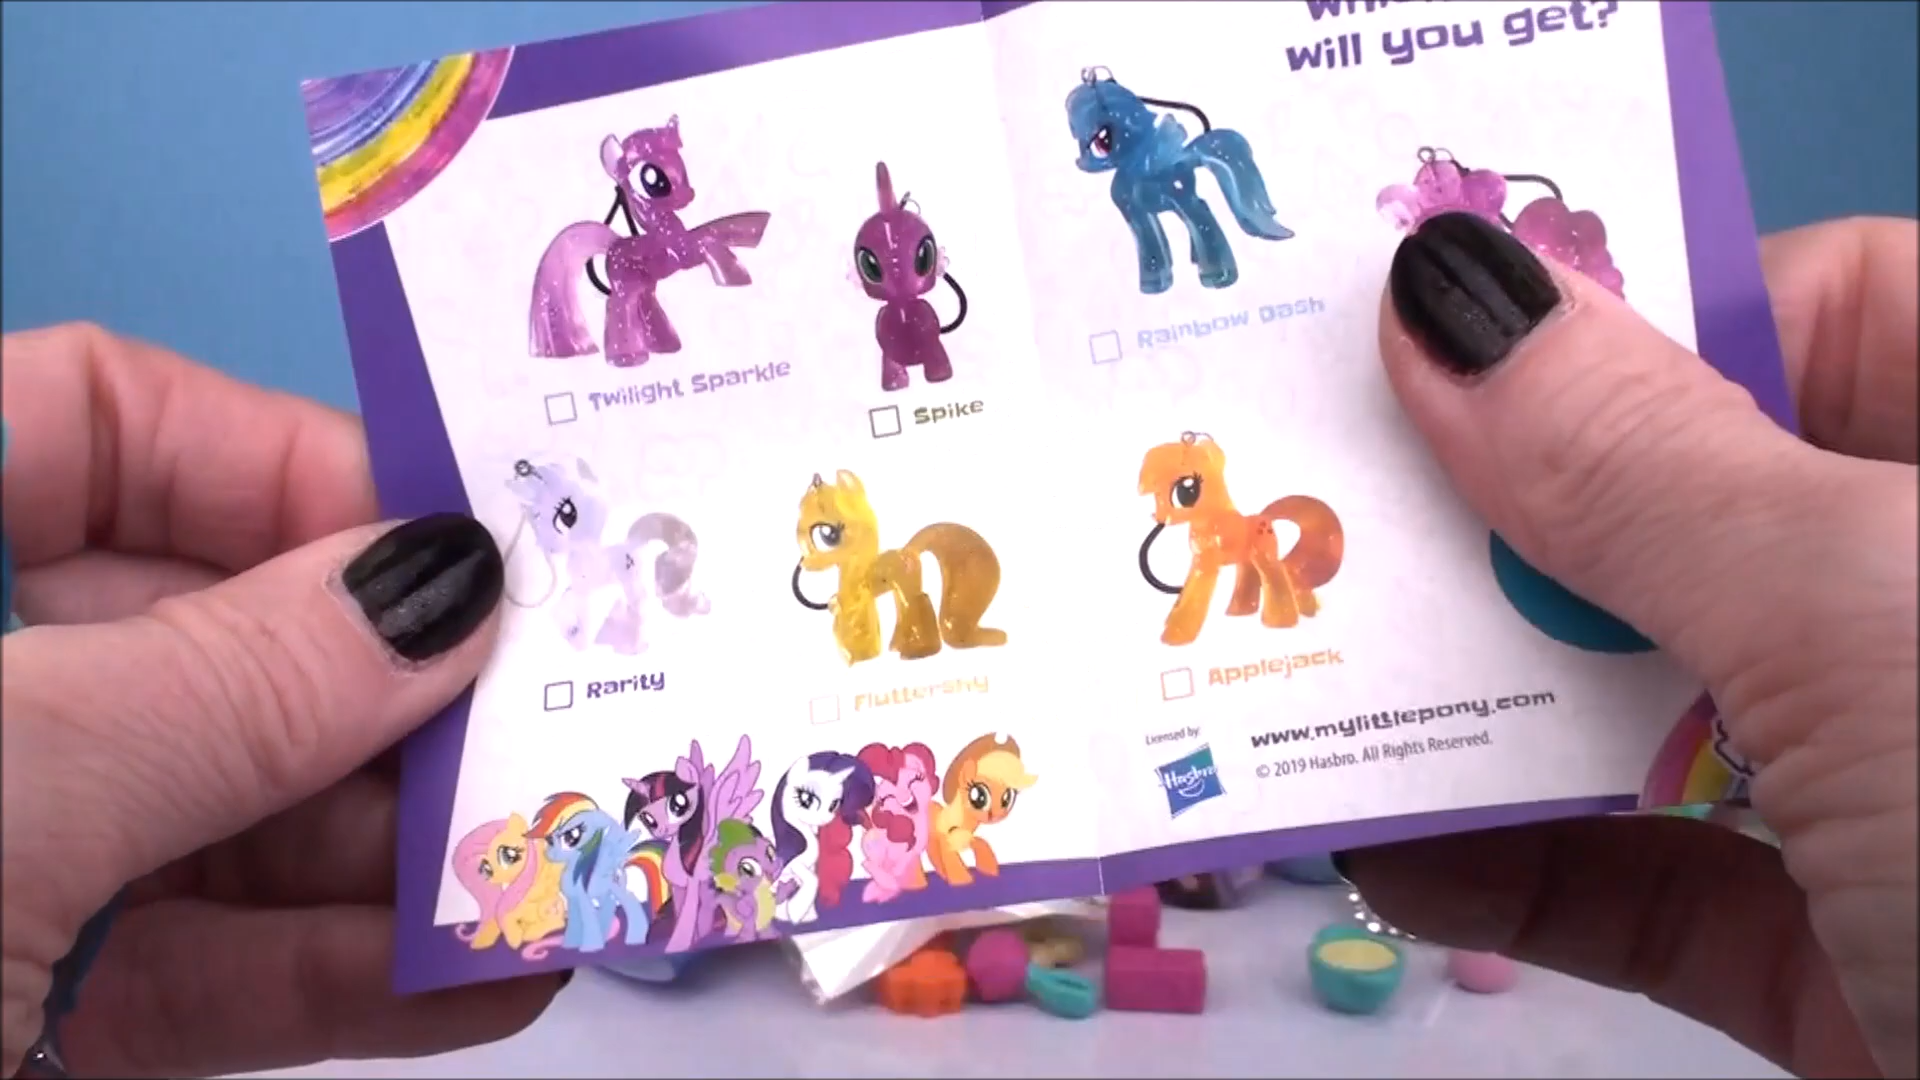 will you get?
Twilight Sparkle
Spike
Rainbow Dash
Rarity
Fluttershy
Applejack
Licensed by:
Hasbro
www.mylittlepony.com
© 2019 Hasbro. All Rights Reserved.